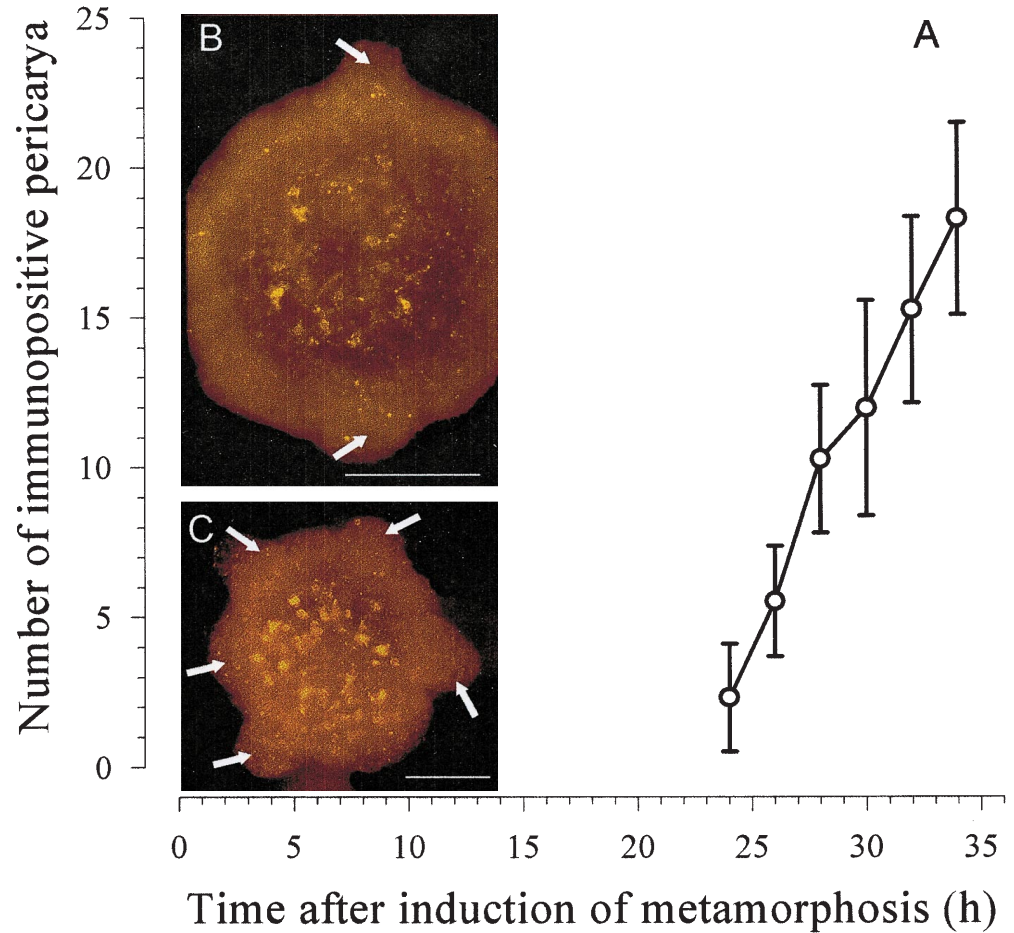 Number of immunopositive pericarya
25
20
15
10
5
0
B
C
A
0 5 10 15 20 25 30 35
Time after induction of metamorphosis (h)